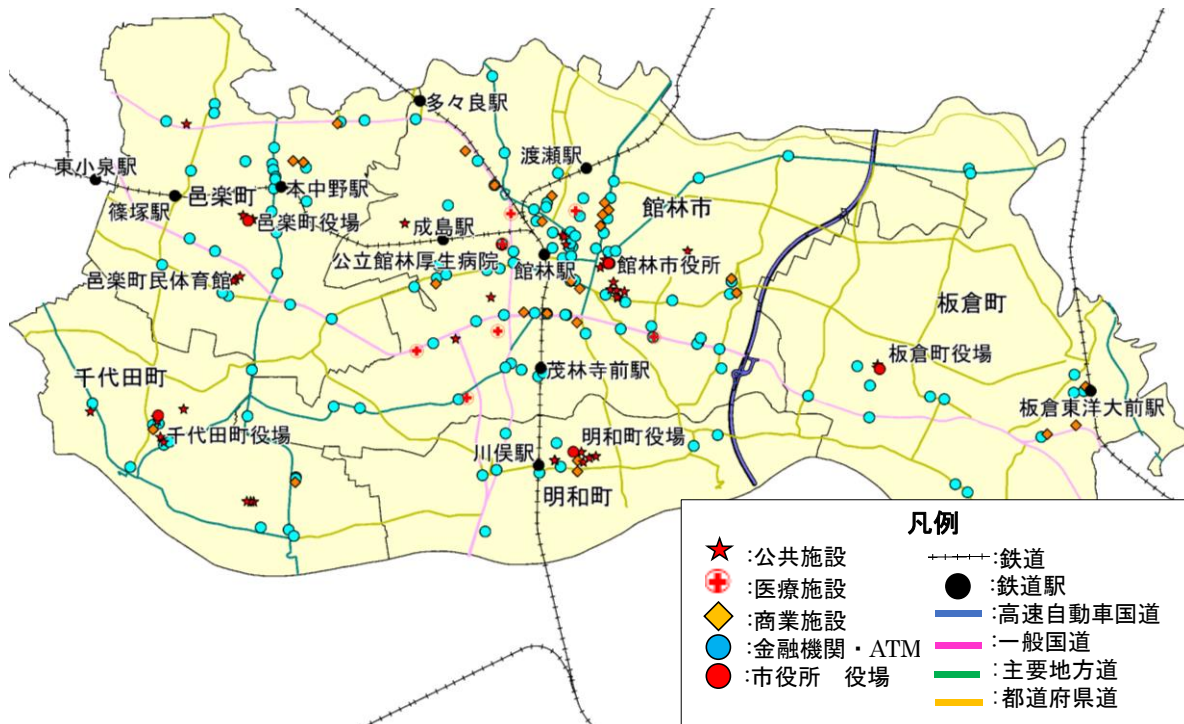 多々良駅
渡瀬駅
東小泉駅
本中野駅
邑楽町
篠塚駅
館林市
邑楽町役場
成島駅
公立館林厚生病院
館林駅
館林市役所
邑楽町民体育館
板倉町
板倉町役場
千代田町
茂林寺前駅
板倉東洋大前駅
千代田町役場
明和町役場
川俣駅
明和町
凡例
:公共施設
:医療施設
:商業施設
:金融機関・ATM
:市役所 役場
:鉄道
:鉄道駅
:高速自動車国道
:一般国道
:主要地方道
:都道府県道